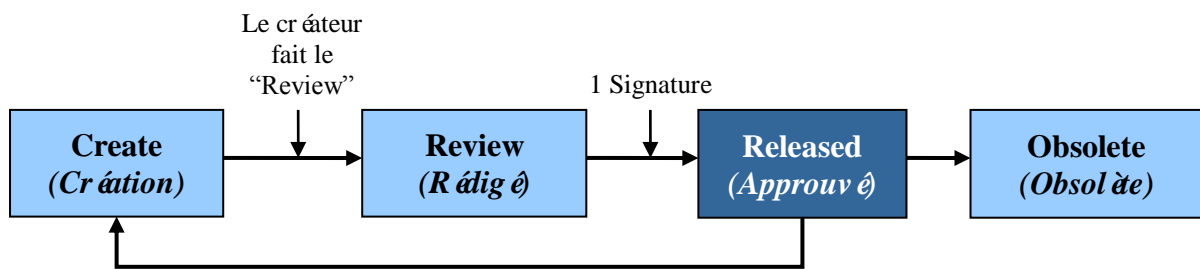 Le créateur
fait le
“Review”
1 Signature
Create
(Création)
Review
(Rédigé)
Released
(Approuvé)
Obsolete
(Obsolète)